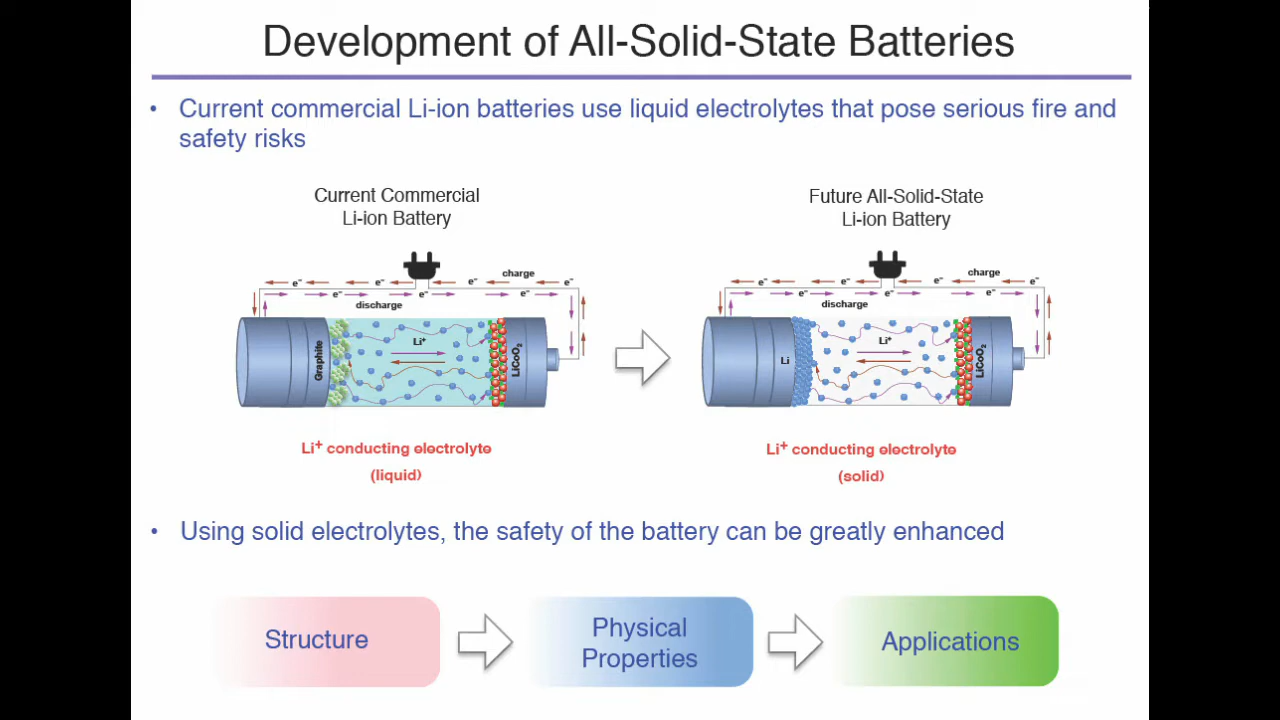 Development of All-Solid-State Batteries
• Current commercial Li-ion batteries use liquid electrolytes that pose serious fire and
safety risks
Current Commercial
Li-ion Battery
e⁻ e⁻ e⁻ charge e⁻
e⁻ e⁻ e⁻
discharge
Graphite
Li⁺
LiCoO₂
Li⁺ conducting electrolyte
(liquid)
Future All-Solid-State
Li-ion Battery
e⁻ e⁻ e⁻ charge e⁻
e⁻ e⁻ e⁻
discharge
Li
Li⁺
LiCoO₂
Li⁺ conducting electrolyte
(solid)
• Using solid electrolytes, the safety of the battery can be greatly enhanced
Structure
Physical
Properties
Applications